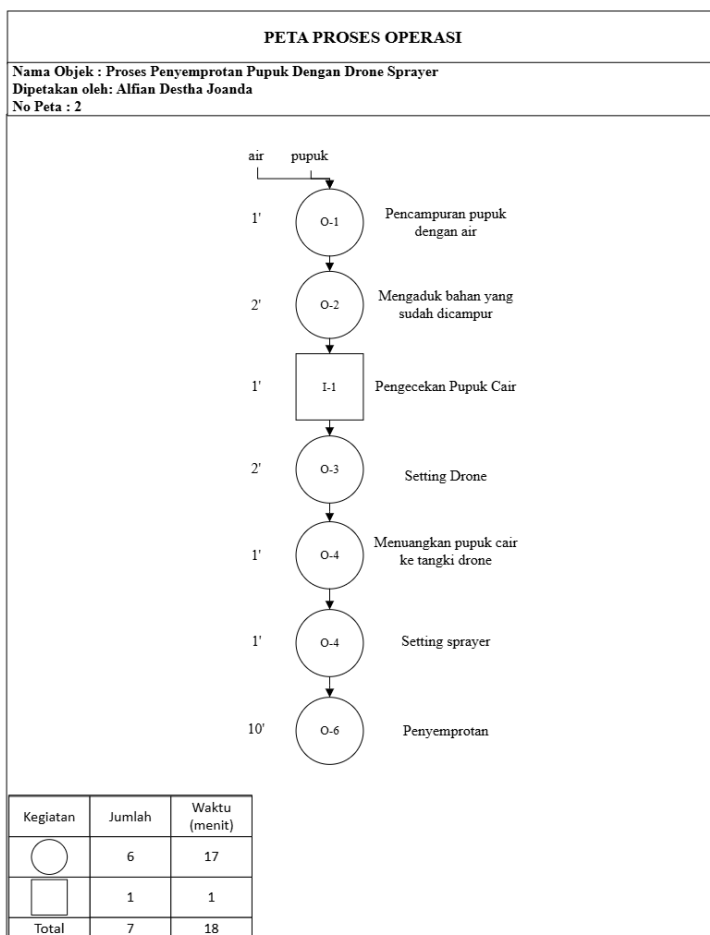 PETA PROSES OPERASI
Nama Objek : Proses Penyemprotan Pupuk Dengan Drone Sprayer
Dipetakan oleh: Alfian Destha Joanda
No Peta : 2
air pupuk
1' O-1 Pencampuran pupuk
dengan air
2' O-2 Mengaduk bahan yang
sudah dicampur
1' I-1 Pengecekan Pupuk Cair
2' O-3 Setting Drone
1' O-4 Menuangkan pupuk cair
ke tangki drone
1' O-4 Setting sprayer
10' O-6 Penyemprotan
Kegiatan Jumlah Waktu
(menit)
6 17
1 1
Total 7 18